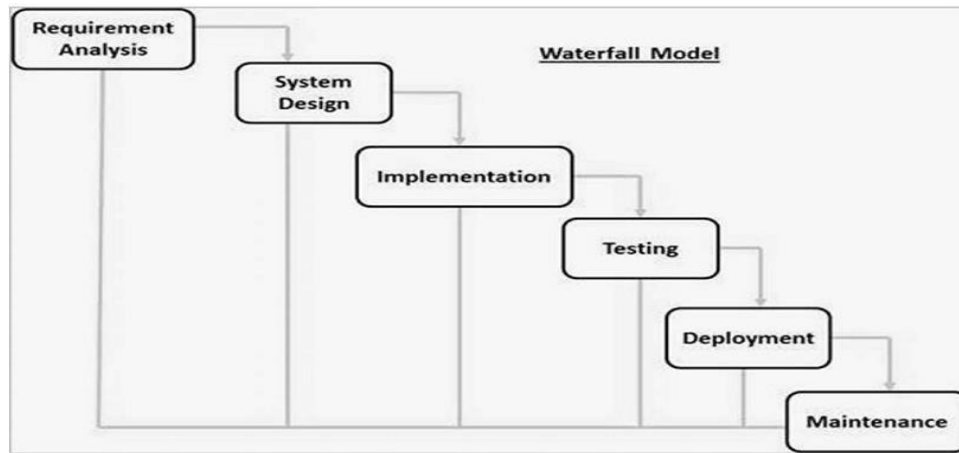 Requirement
Analysis
Waterfall Model
System
Design
Implementation
Testing
Deployment
Maintenance